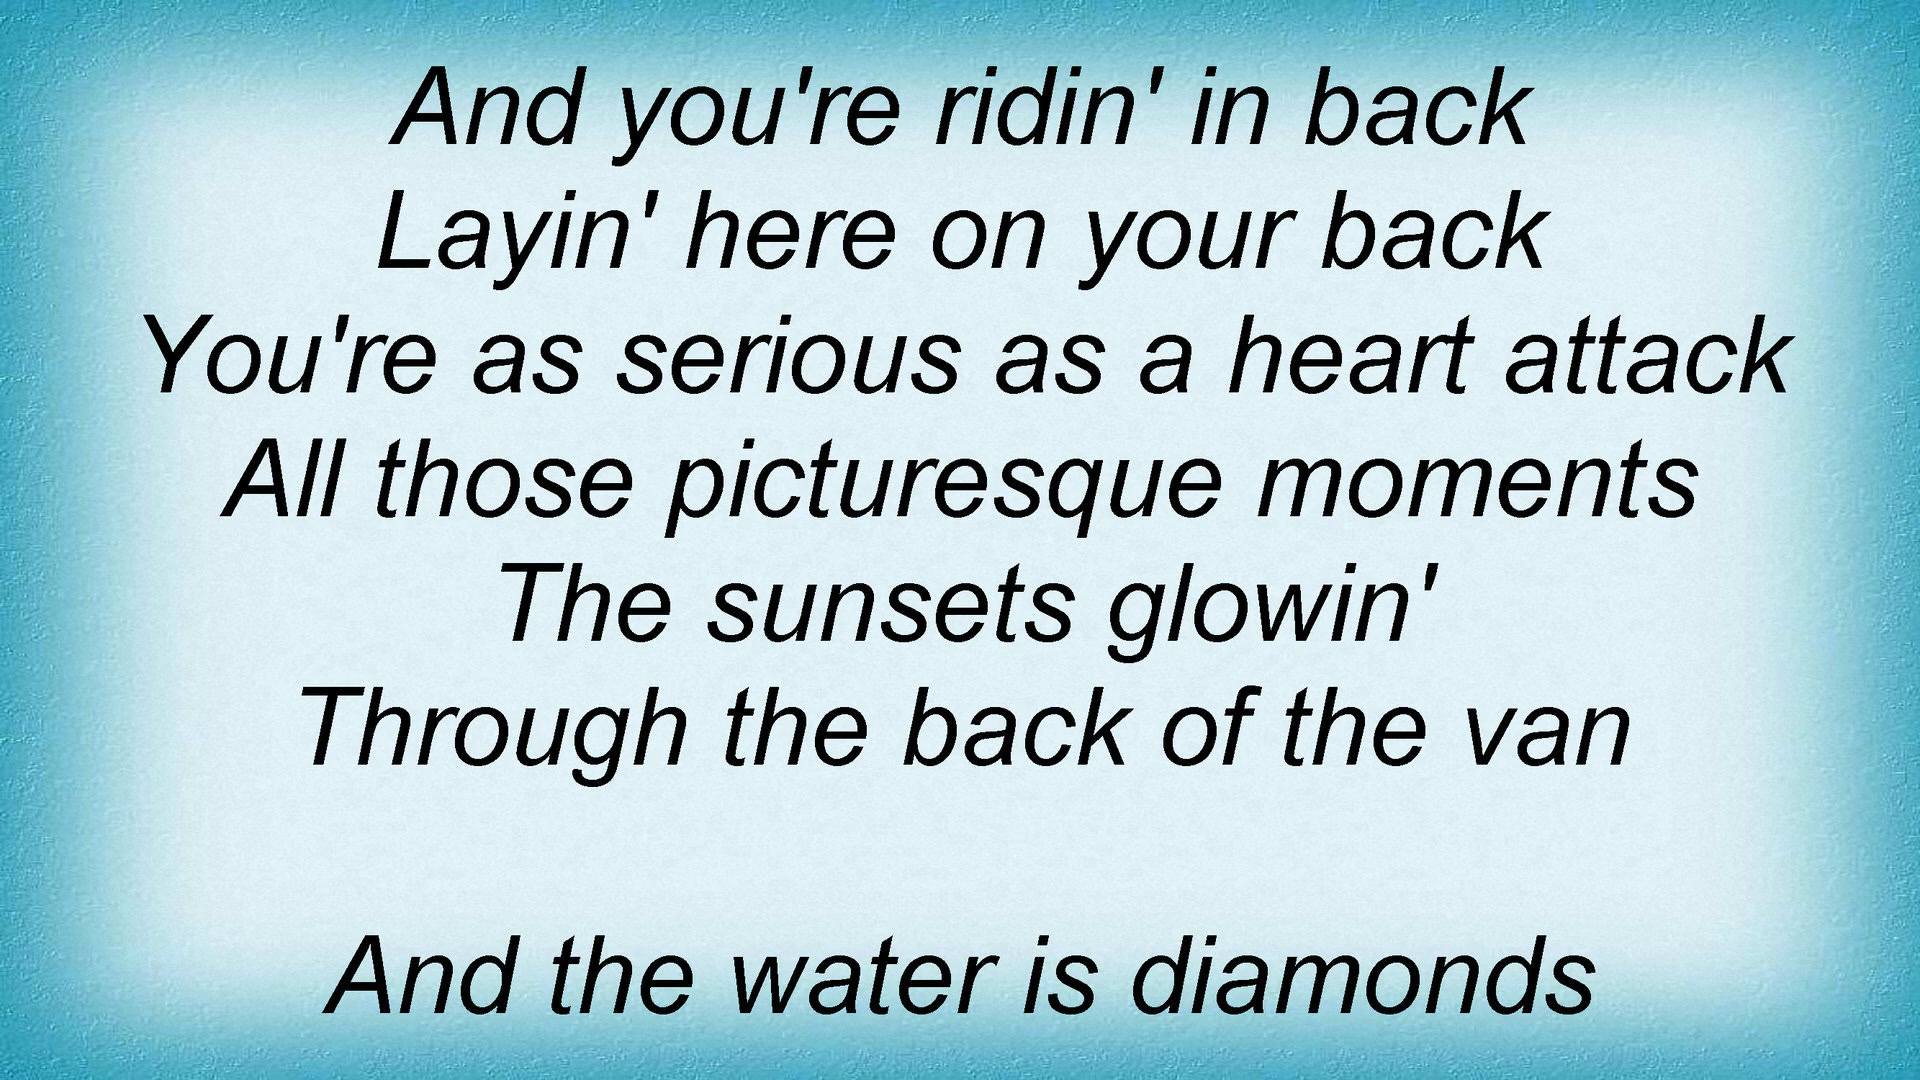 And you're ridin' in back
Layin' here on your back
You're as serious as a heart attack
All those picturesque moments
The sunsets glowin'
Through the back of the van
And the water is diamonds